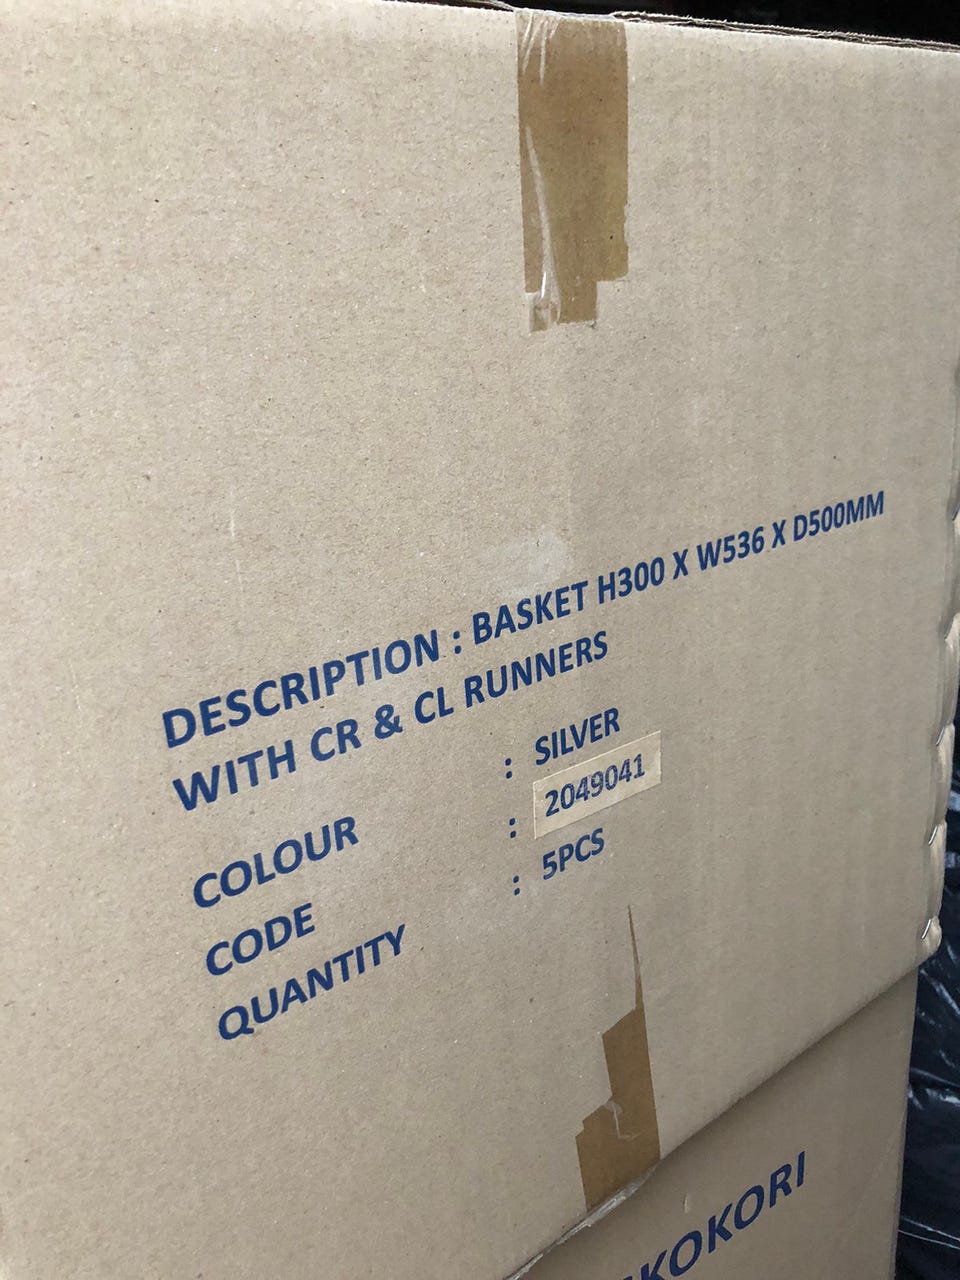 DESCRIPTION : BASKET H300 X W536 X D500MM
WITH CR & CL RUNNERS
COLOUR : SILVER
CODE : 2049041
QUANTITY : 5PCS
KOKORI